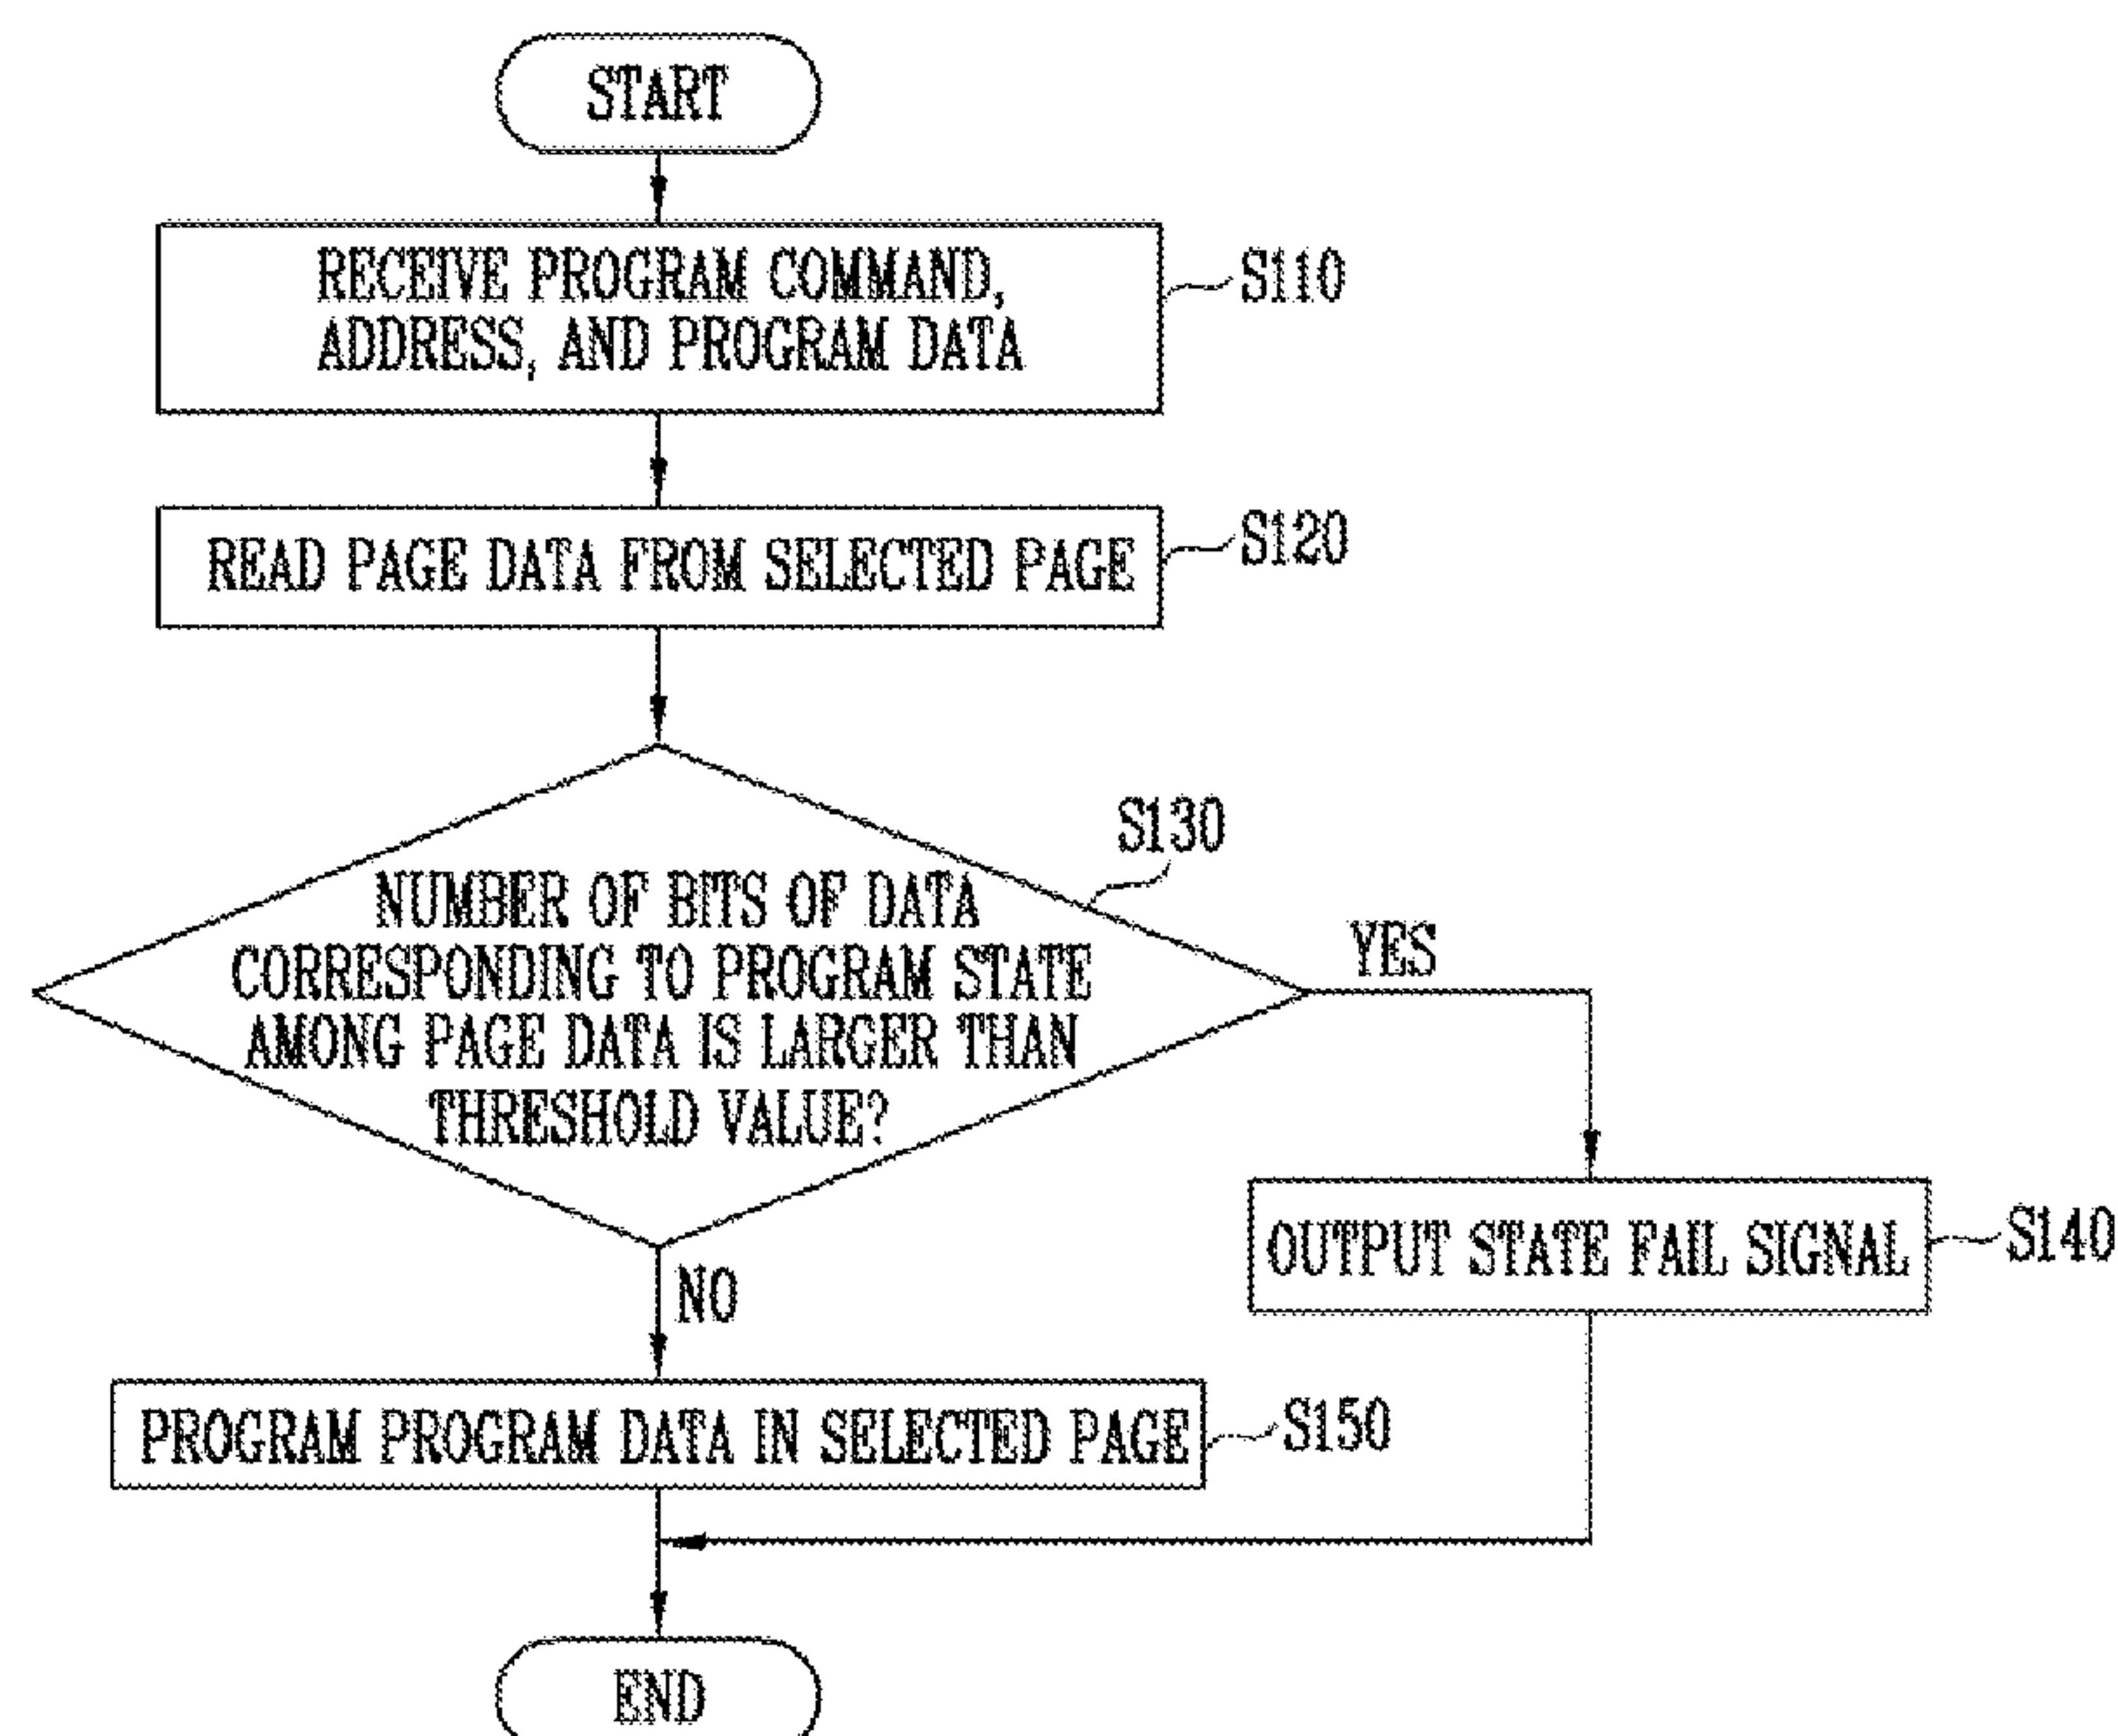 START
RECEIVE PROGRAM COMMAND,
ADDRESS, AND PROGRAM DATA
S110
READ PAGE DATA FROM SELECTED PAGE
S120
S130
NUMBER OF BITS OF DATA
CORRESPONDING TO PROGRAM STATE
AMONG PAGE DATA IS LARGER THAN
THRESHOLD VALUE?
YES
OUTPUT STATE FAIL SIGNAL
S140
NO
PROGRAM PROGRAM DATA IN SELECTED PAGE
S150
END